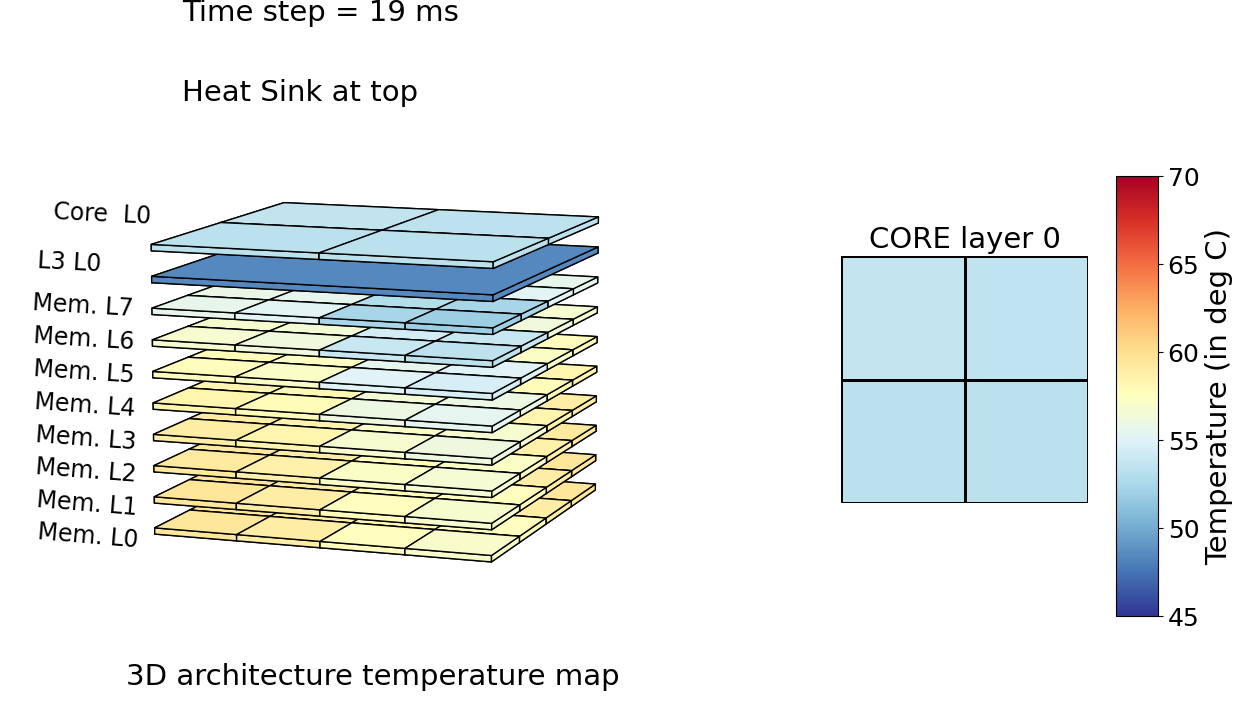 Time step = 19 ms
Heat Sink at top
Core L0
L3 L0
Mem. L7
Mem. L6
Mem. L5
Mem. L4
Mem. L3
Mem. L2
Mem. L1
Mem. L0
3D architecture temperature map
CORE layer 0
70
65
60
55
50
45
Temperature (in deg C)